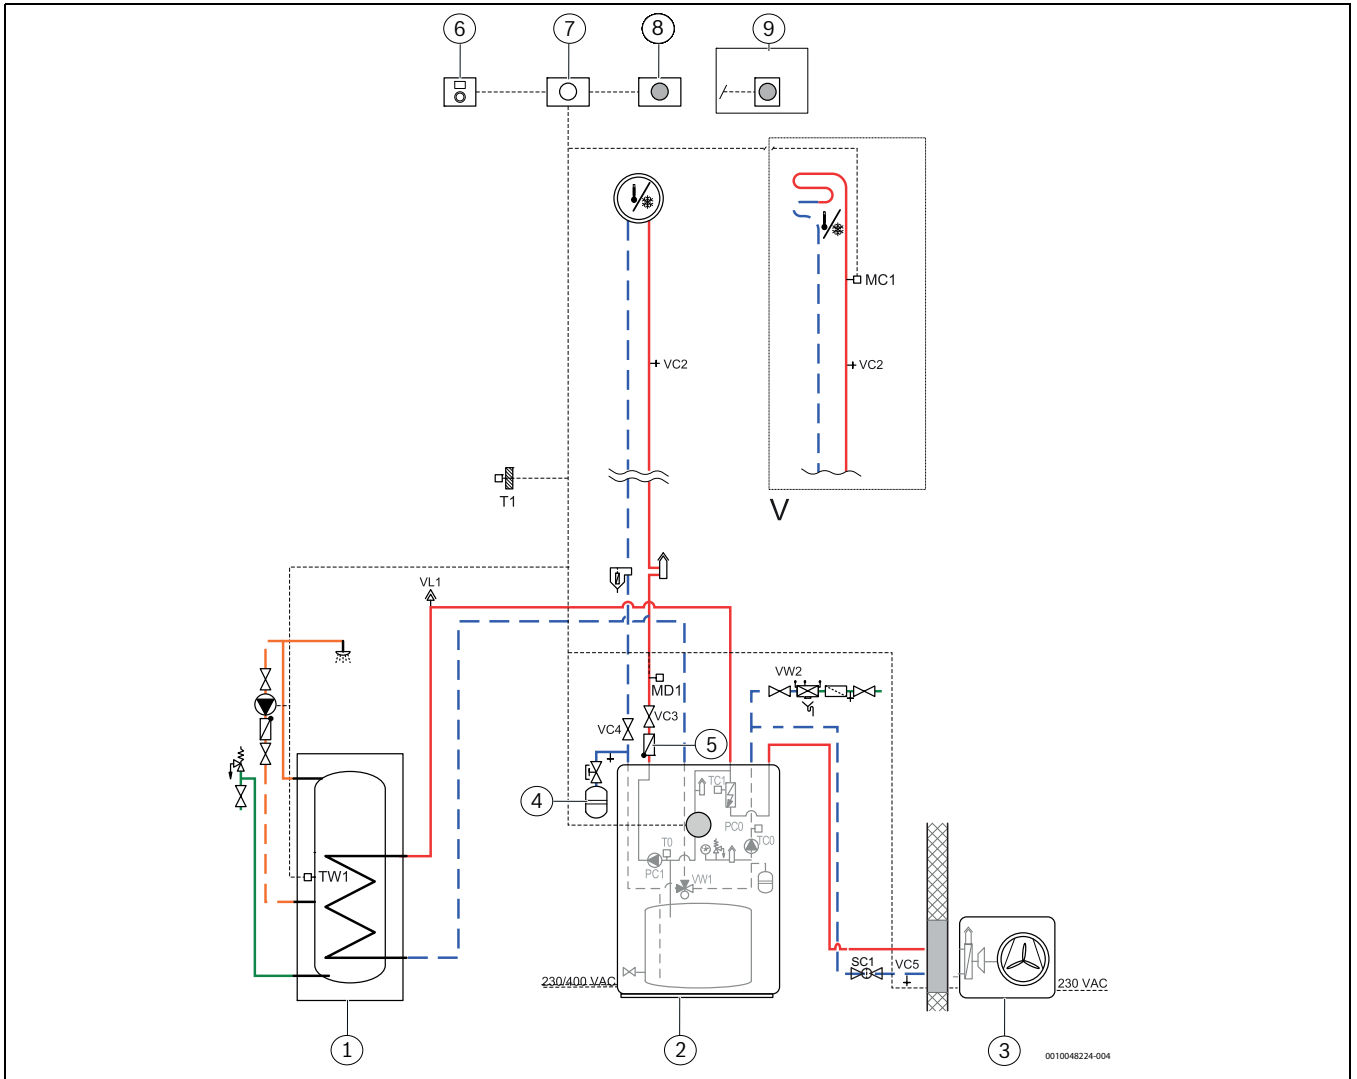 6
7
8
9
MC1
VC2
VC2
T1
V
VL1
VW2
MD1
VC3
VC4
5
TC1
4
PC0
TC0
T0
PC1
VW1
TW1
SC1
VC5
230/400 VAC
230 VAC
1
2
3
0010048224-004